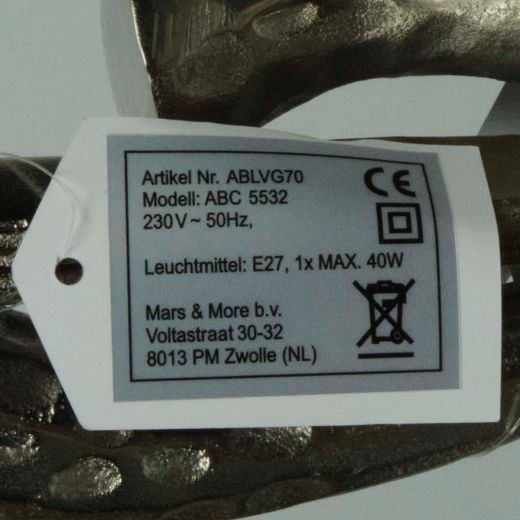 Artikel Nr. ABLVG70
Modell: ABC 5532
230V~ 50Hz,
Leuchtmittel: E27, 1x MAX. 40W
Mars & More b.v.
Voltastraat 30-32
8013 PM Zwolle (NL)
CE